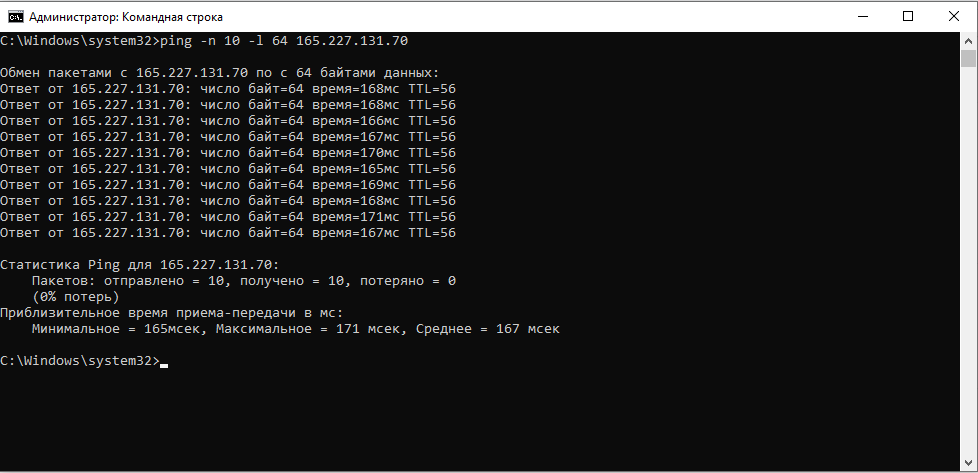 Администратор: Командная строка
C:\Windows\system32>ping -n 10 -l 64 165.227.131.70
Обмен пакетами с 165.227.131.70 по с 64 байтами данных:
Ответ от 165.227.131.70: число байт=64 время=168мс TTL=56
Ответ от 165.227.131.70: число байт=64 время=168мс TTL=56
Ответ от 165.227.131.70: число байт=64 время=166мс TTL=56
Ответ от 165.227.131.70: число байт=64 время=167мс TTL=56
Ответ от 165.227.131.70: число байт=64 время=170мс TTL=56
Ответ от 165.227.131.70: число байт=64 время=165мс TTL=56
Ответ от 165.227.131.70: число байт=64 время=169мс TTL=56
Ответ от 165.227.131.70: число байт=64 время=168мс TTL=56
Ответ от 165.227.131.70: число байт=64 время=171мс TTL=56
Ответ от 165.227.131.70: число байт=64 время=167мс TTL=56
Статистика Ping для 165.227.131.70:
Пакетов: отправлено = 10, получено = 10, потеряно = 0
(0% потерь)
Приблизительное время приема-передачи в мс:
Минимальное = 165мсек, Максимальное = 171 мсек, Среднее = 167 мсек
C:\Windows\system32>